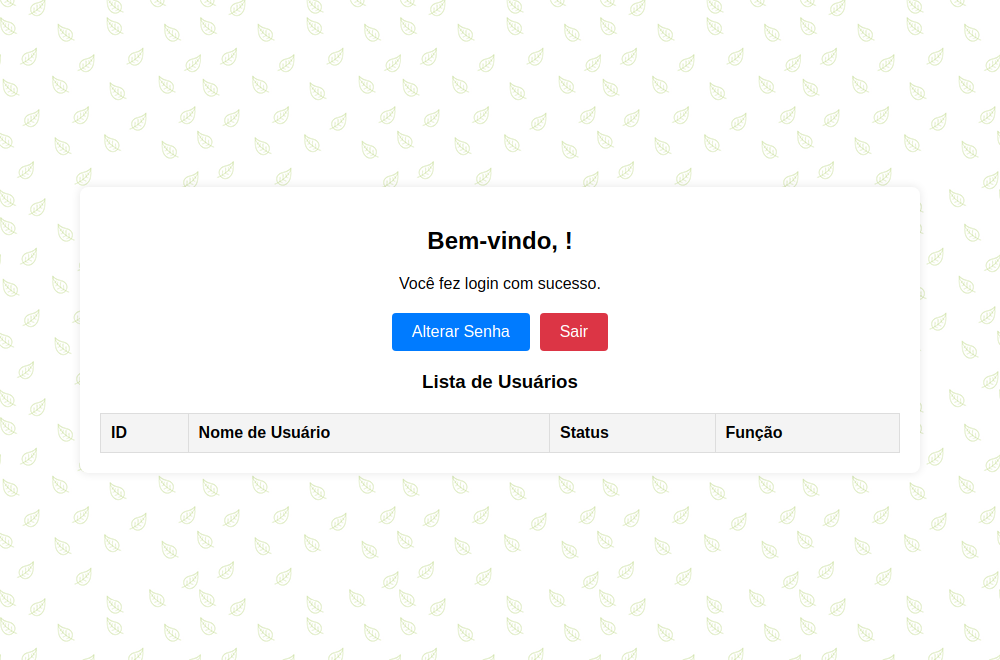 Bem-vindo, !
Você fez login com sucesso.
Alterar Senha Sair
Lista de Usuários
ID Nome de Usuário Status Função